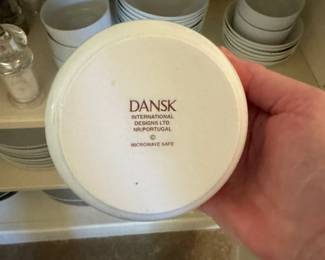 DANSK
INTERNATIONAL
DESIGNS LTD
NR/PORTUGAL
©
MICROWAVE SAFE